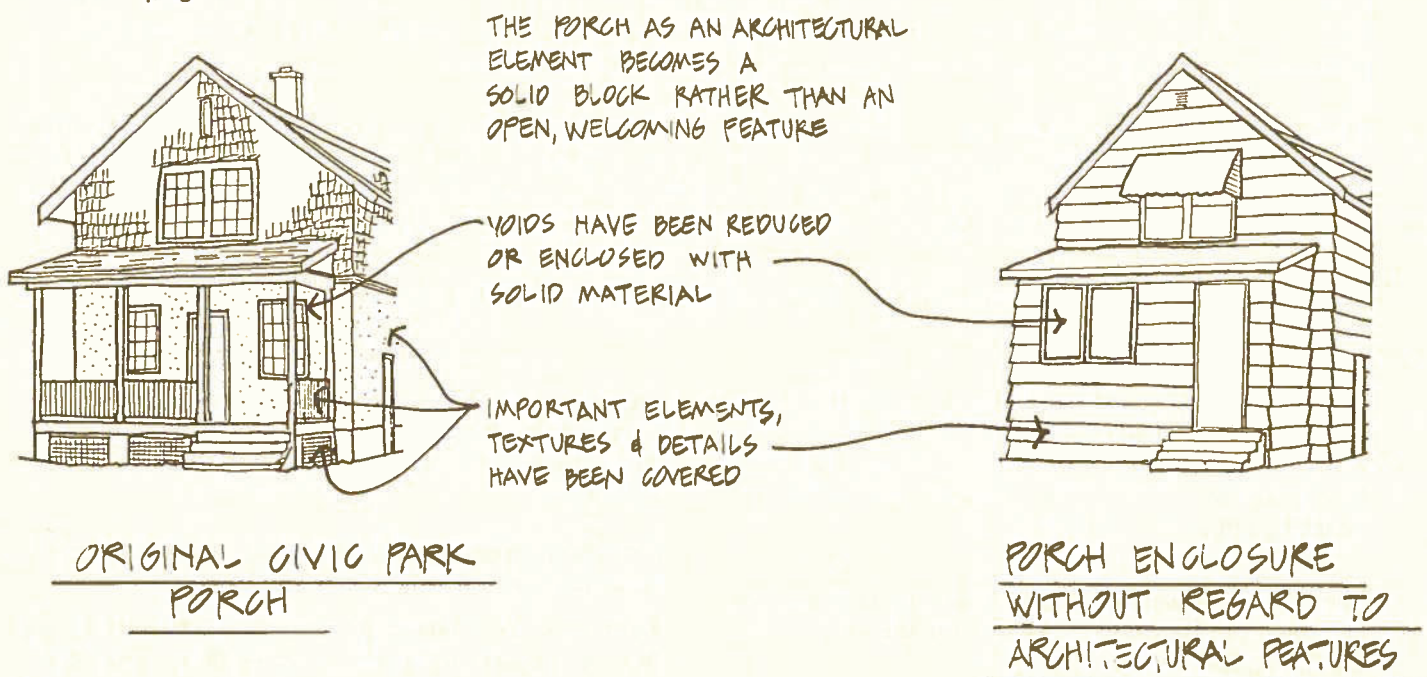 THE PORCH AS AN ARCHITECTURAL
ELEMENT BECOMES A
SOLID BLOCK RATHER THAN AN
OPEN, WELCOMING FEATURE
VOIDS HAVE BEEN REDUCED
OR ENCLOSED WITH
SOLID MATERIAL
IMPORTANT ELEMENTS,
TEXTURES & DETAILS
HAVE BEEN COVERED
ORIGINAL CIVIC PARK
PORCH
PORCH ENCLOSURE
WITHOUT REGARD TO
ARCHITECTURAL FEATURES